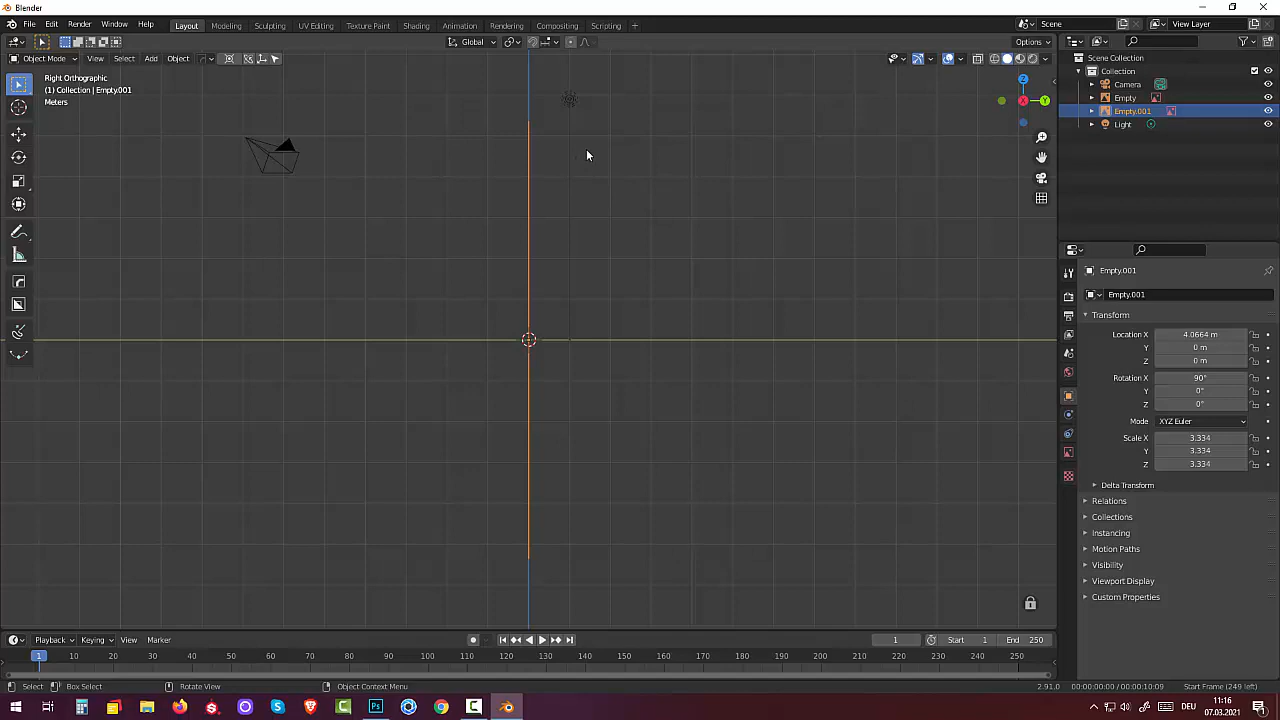 Blender
File Edit Render Window Help Layout Modeling Sculpting UV Editing Texture Paint Shading Animation Rendering Compositing Scripting + Scene View Layer
Global Options
Object Mode View Select Add Object
Right Orthographic
(1) Collection | Empty.001
Meters
Z
Y
Scene Collection
Collection
Camera
Empty
Empty.001
Light
Empty.001
Empty.001
Transform
Location X 4.0664 m
Y 0 m
Z 0 m
Rotation X 90°
Y 0°
Z 0°
Mode XYZ Euler
Scale X 3.334
Y 3.334
Z 3.334
Delta Transform
Relations
Collections
Instancing
Motion Paths
Visibility
Viewport Display
Custom Properties
Playback Keying View Marker 1 Start 1 End 250
1 10 20 30 40 50 60 70 80 90 100 110 120 130 140 150 160 170 180 190 200 210 220 230 240 250
Select Box Select Rotate View Object Context Menu 2.91.0 00:00:00:00 / 00:00:10:09 Start Frame (249 left)
Ps DEU 11:16
07.03.2021